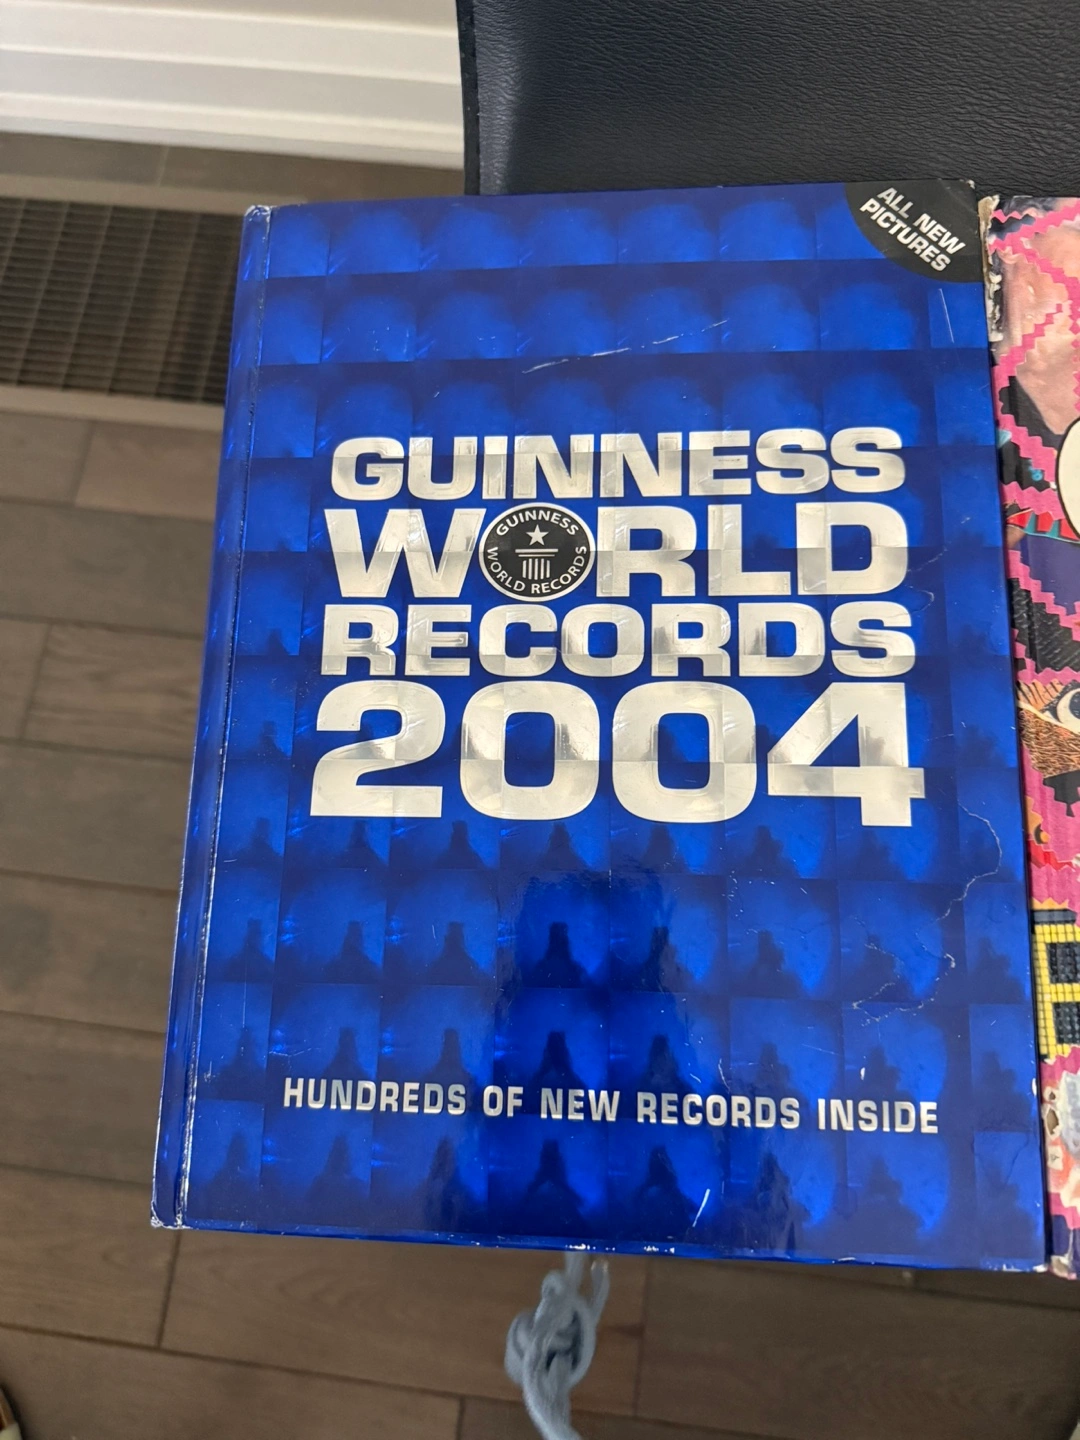 ALL NEW
PICTURES
GUINNESS
WORLD
GUINNESS
WORLD RECORDS
RECORDS
2004
HUNDREDS OF NEW RECORDS INSIDE